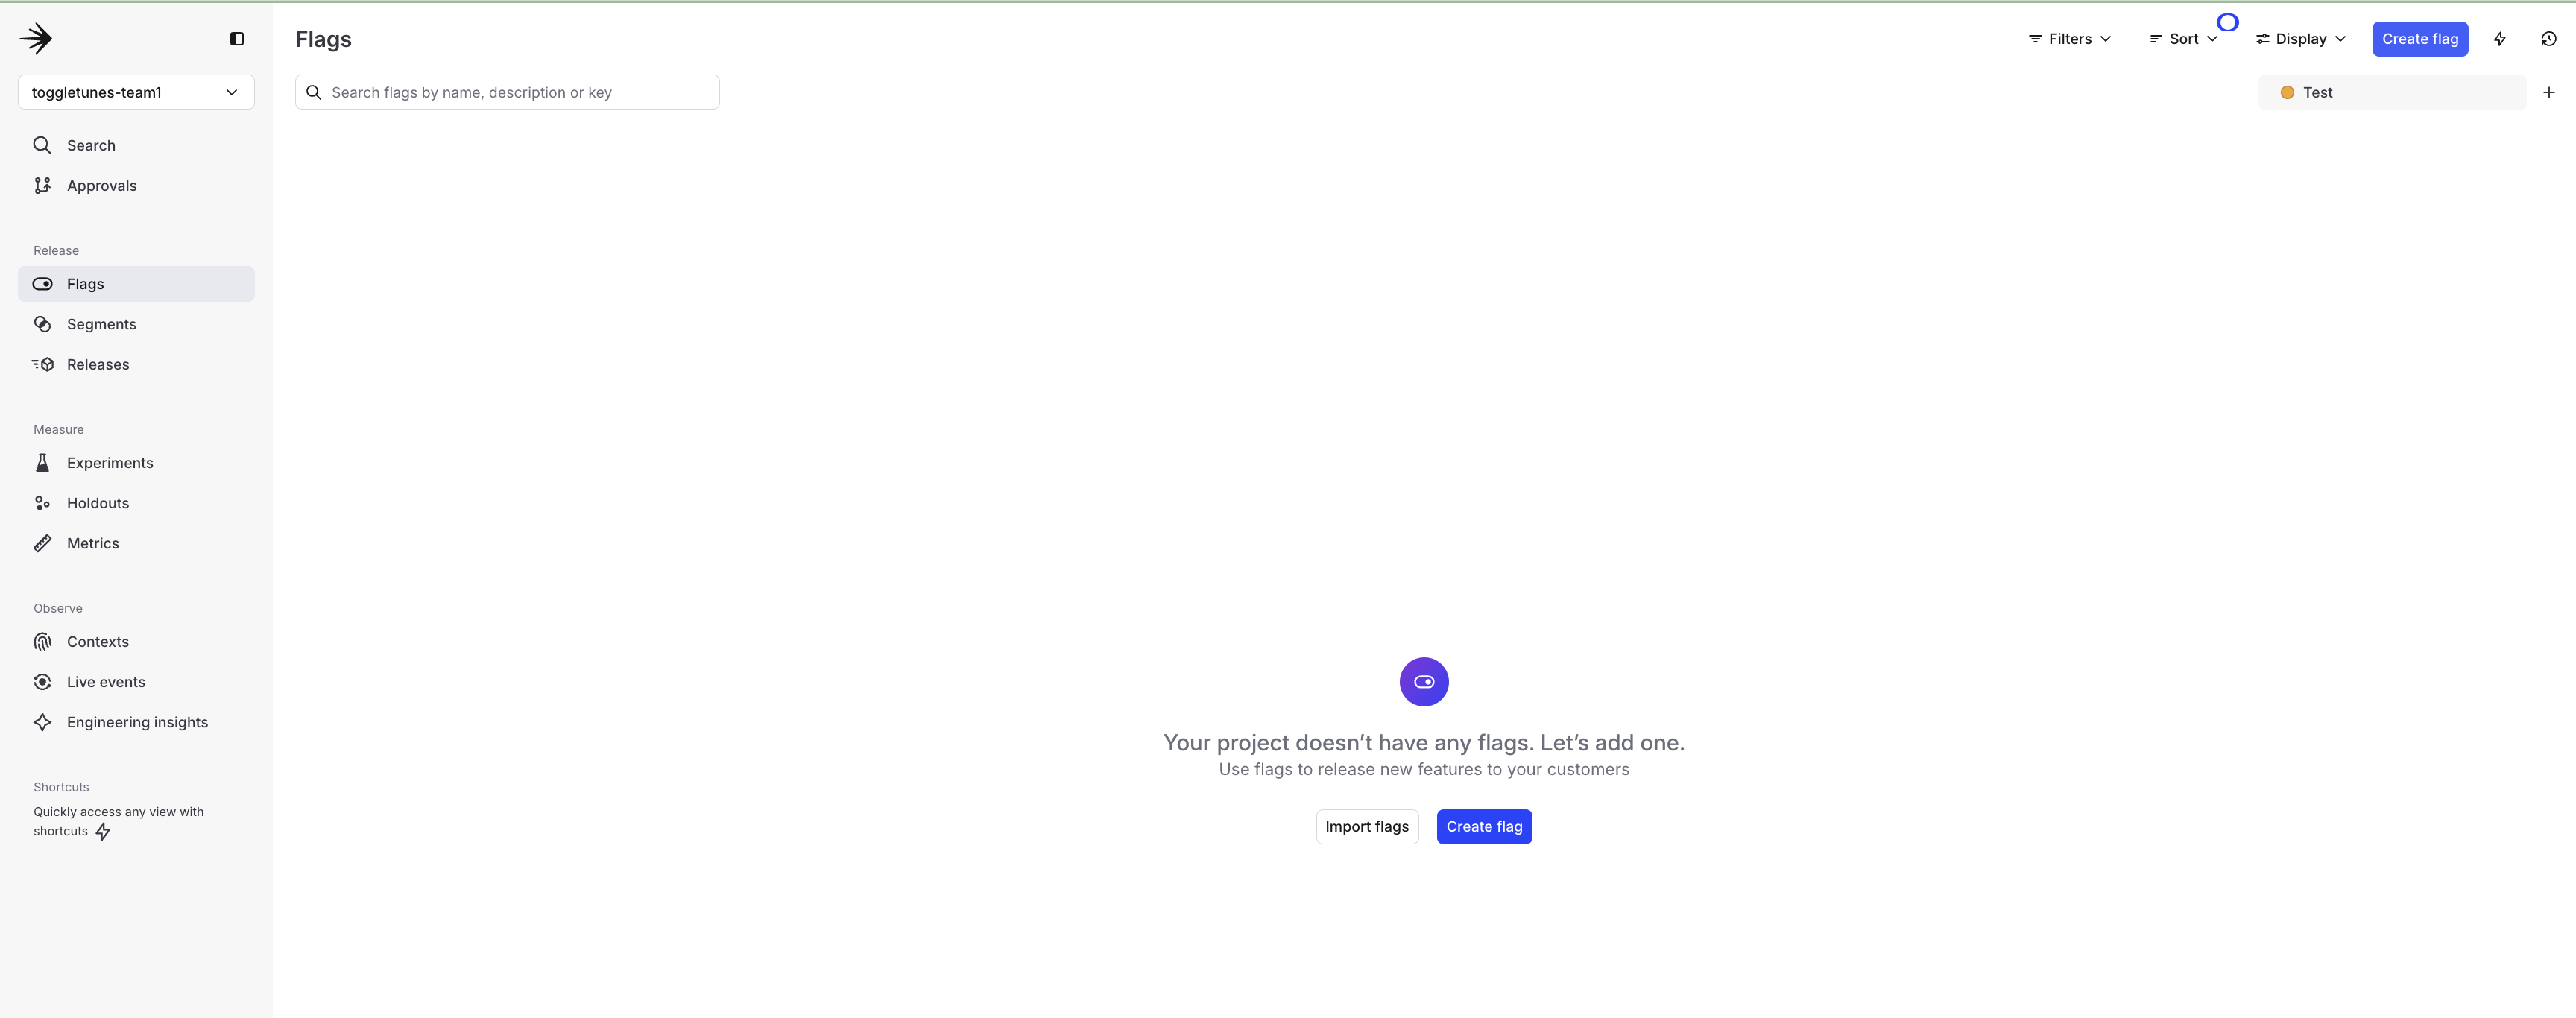 Flags
Filters
Sort
Display
Create flag
toggletunes-team1
Search flags by name, description or key
Test
Search
Approvals
Release
Flags
Segments
Releases
Measure
Experiments
Holdouts
Metrics
Observe
Contexts
Live events
Engineering insights
Shortcuts
Quickly access any view with
shortcuts
Your project doesn’t have any flags. Let’s add one.
Use flags to release new features to your customers
Import flags
Create flag